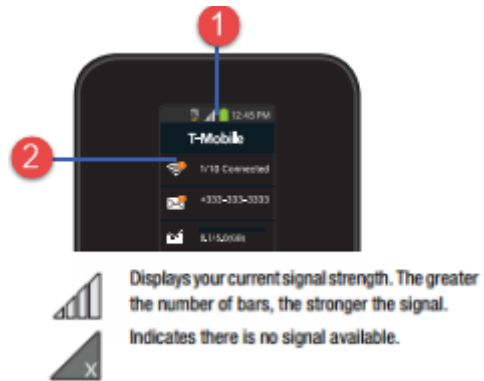 1
12:45 PM
T-Mobile
2
1/10 Connected
+333-333-3333
Displays your current signal strength. The greater
the number of bars, the stronger the signal.
X
Indicates there is no signal available.